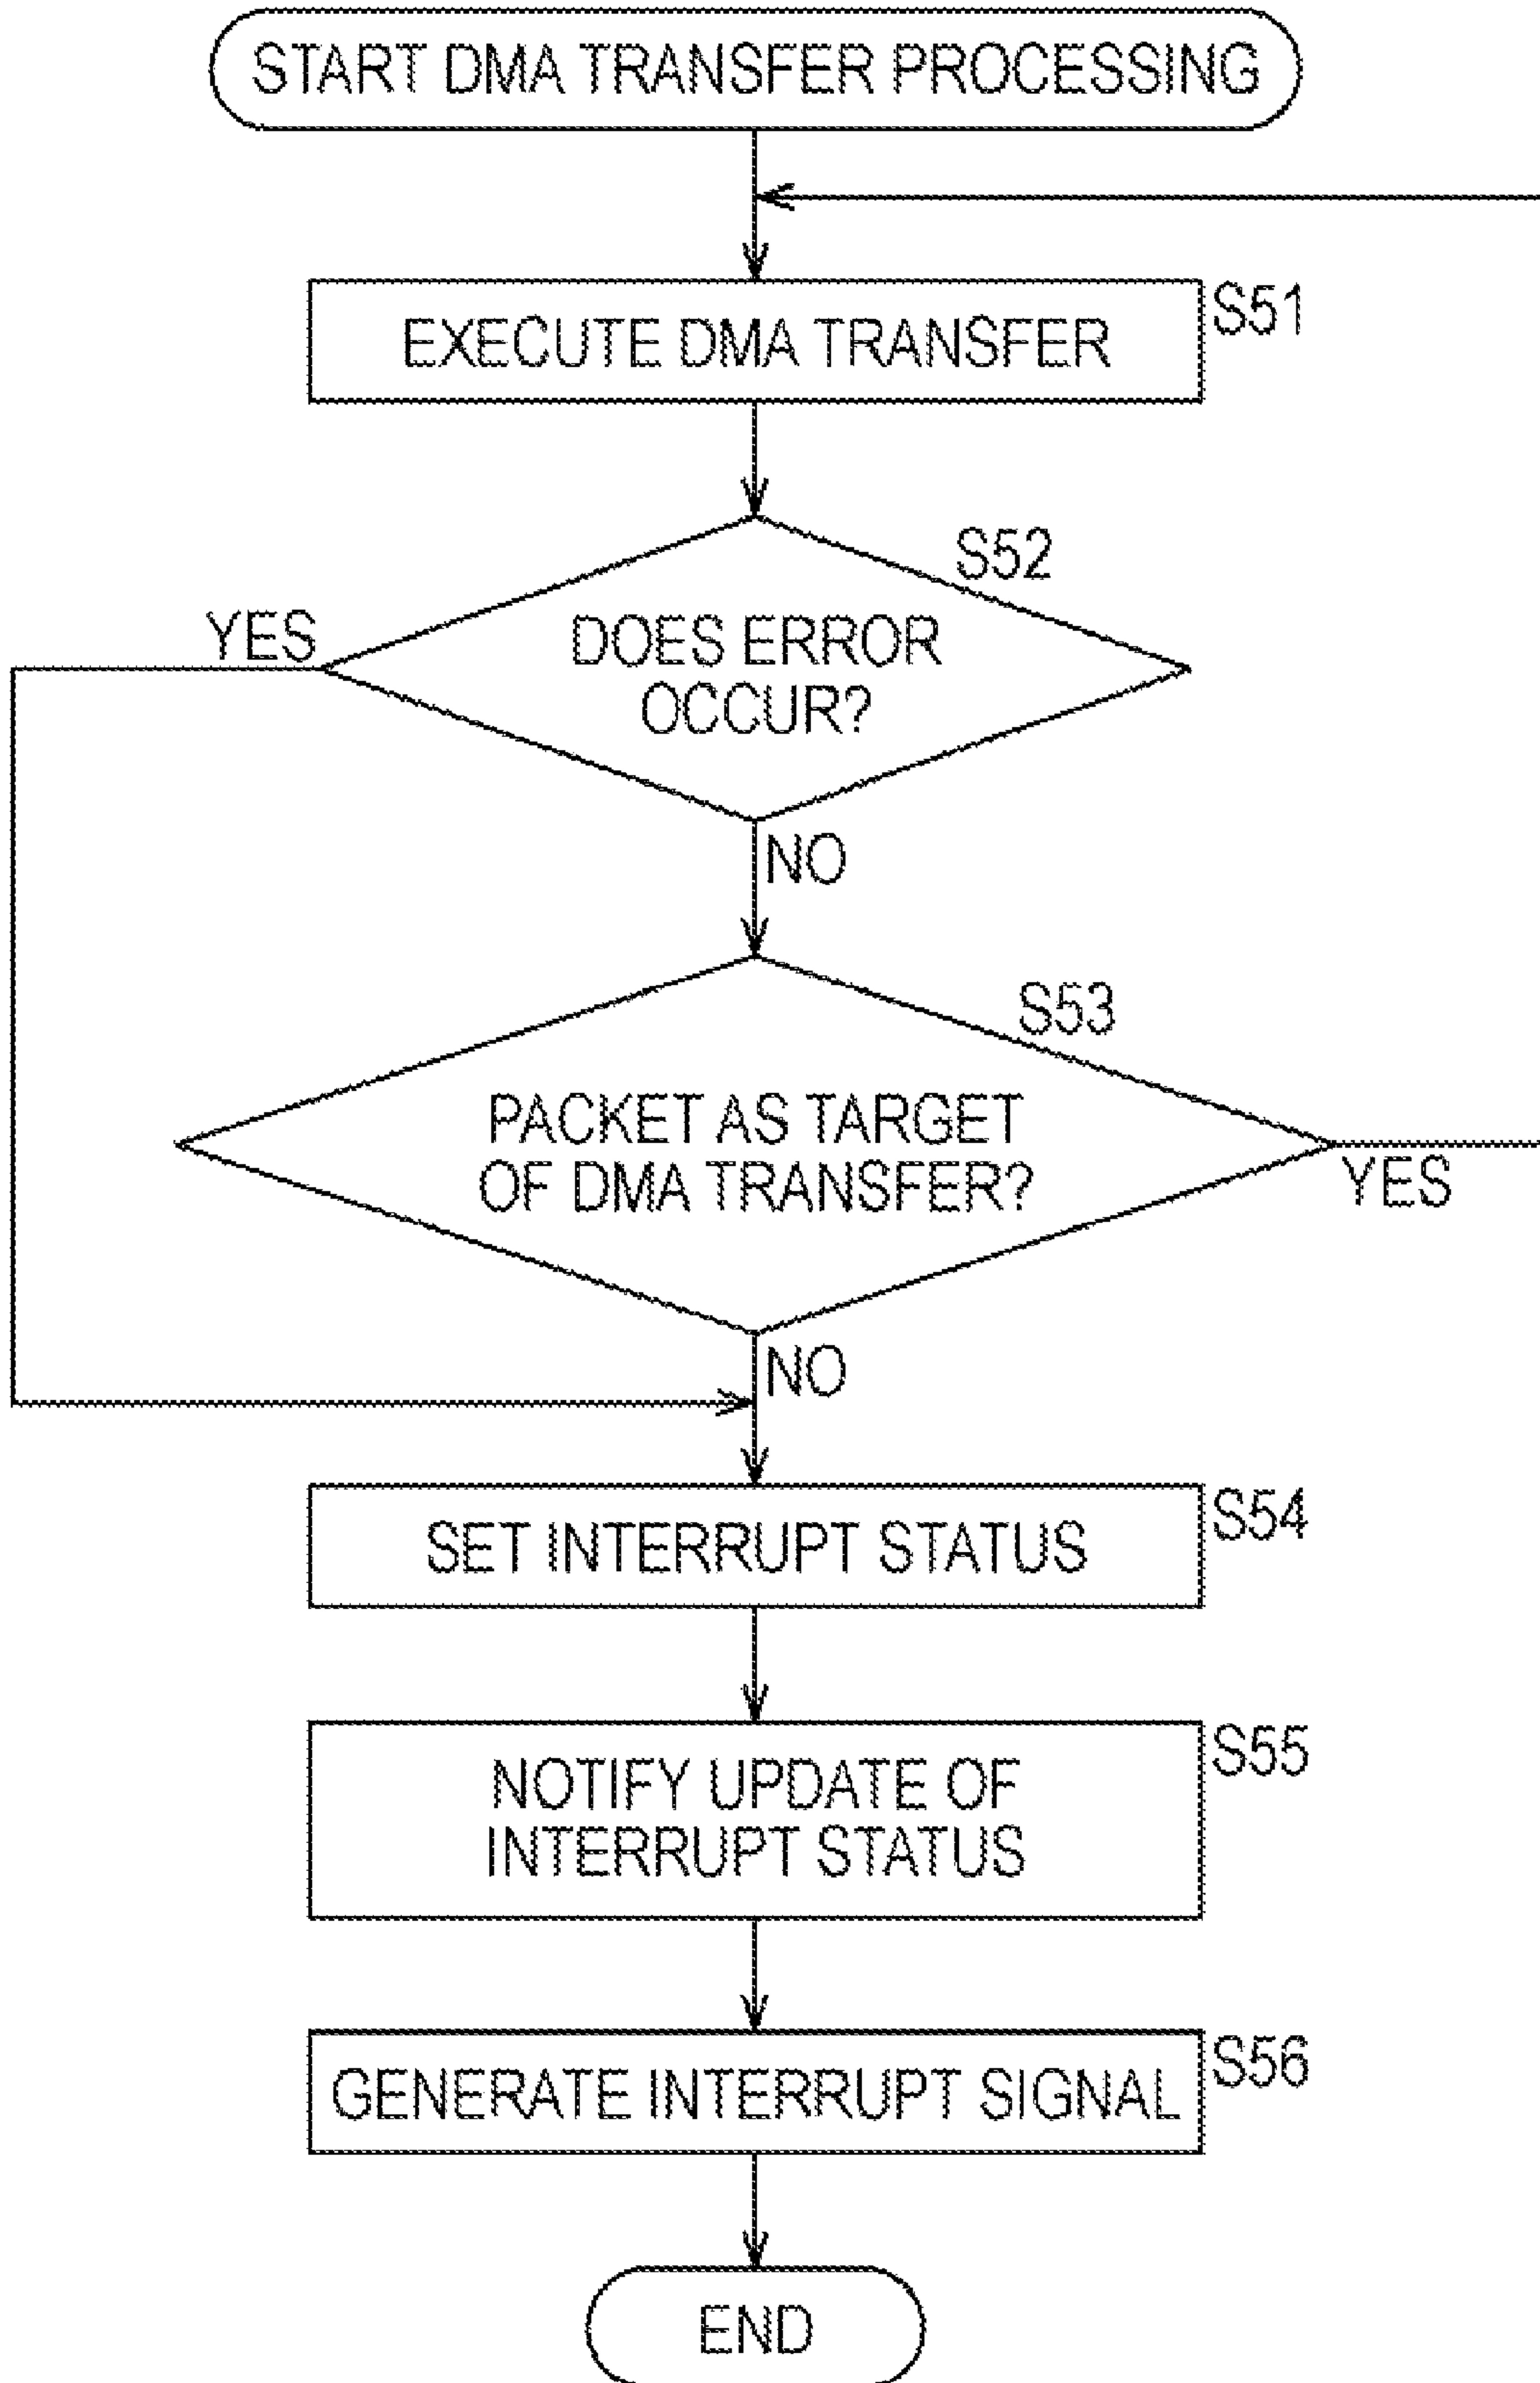 START DMA TRANSFER PROCESSING
EXECUTE DMA TRANSFER
S51
S52
DOES ERROR
OCCUR?
YES
NO
S53
PACKET AS TARGET
OF DMA TRANSFER?
YES
NO
SET INTERRUPT STATUS
S54
NOTIFY UPDATE OF
INTERRUPT STATUS
S55
GENERATE INTERRUPT SIGNAL
S56
END